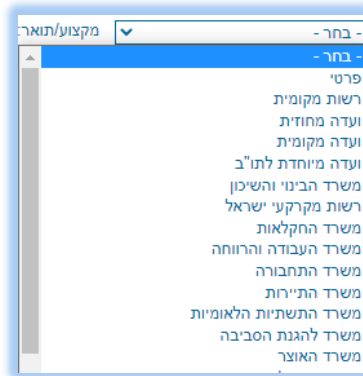 - בחר - מקצוע/תואר:
- בחר -
פרטי
רשות מקומית
ועדה מחוזית
ועדה מקומית
ועדה מיוחדת לתו"ב
משרד הבינוי והשיכון
רשות מקרקעי ישראל
משרד החקלאות
משרד העבודה והרווחה
משרד התחבורה
משרד התיירות
משרד התשתיות הלאומיות
משרד להגנת הסביבה
משרד האוצר